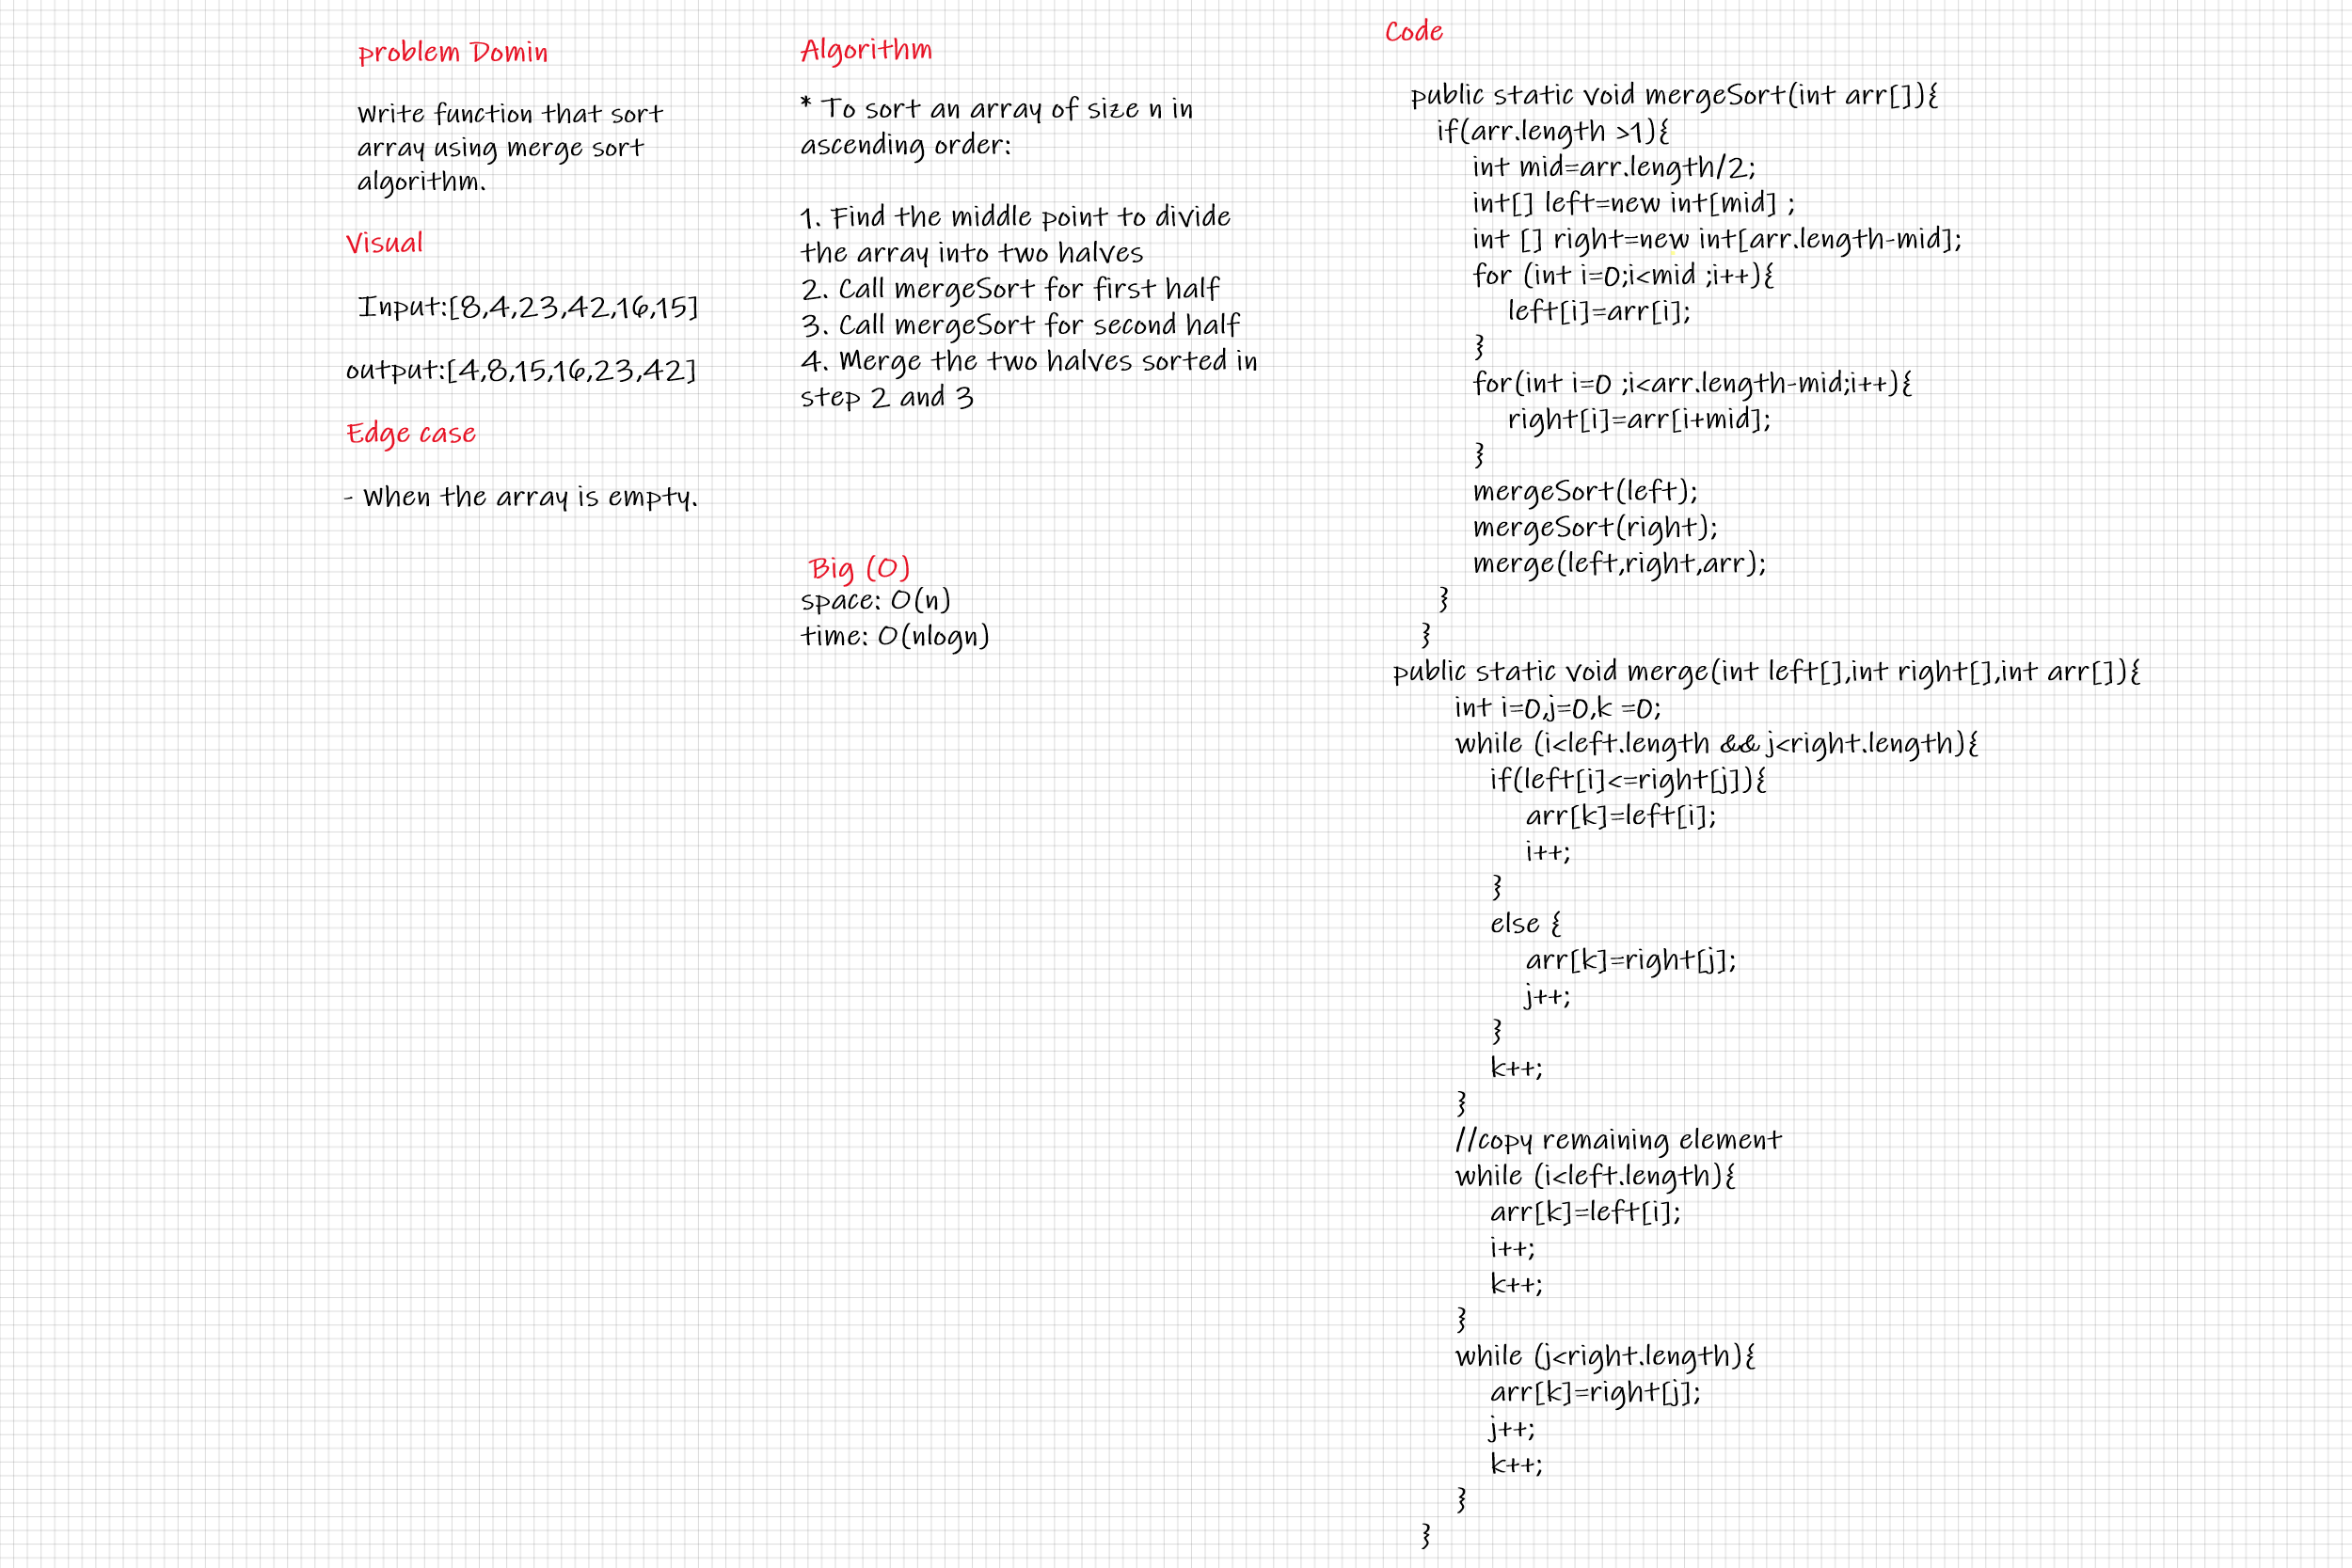 problem Domin
Write function that sort
array using merge sort
algorithm.
Visual
Input:[8,4,23,42,16,15]
output:[4,8,15,16,23,42]
Edge case
- When the array is empty.
Algorithm
* To sort an array of size n in
ascending order:
1. Find the middle point to divide
the array into two halves
2. Call mergeSort for first half
3. Call mergeSort for second half
4. Merge the two halves sorted in
step 2 and 3
Big (O)
space: O(n)
time: O(nlogn)
Code
public static void mergeSort(int arr[]){
if(arr.length >1){
int mid=arr.length/2;
int[] left=new int[mid] ;
int [] right=new int[arr.length-mid];
for (int i=0;i<mid ;i++){
left[i]=arr[i];
}
for(int i=0 ;i<arr.length-mid;i++){
right[i]=arr[i+mid];
}
mergeSort(left);
mergeSort(right);
merge(left,right,arr);
}
}
public static void merge(int left[],int right[],int arr[]){
int i=0,j=0,k =0;
while (i<left.length && j<right.length){
if(left[i]<=right[j]){
arr[k]=left[i];
i++;
}
else {
arr[k]=right[j];
j++;
}
k++;
}
//copy remaining element
while (i<left.length){
arr[k]=left[i];
i++;
k++;
}
while (j<right.length){
arr[k]=right[j];
j++;
k++;
}
}